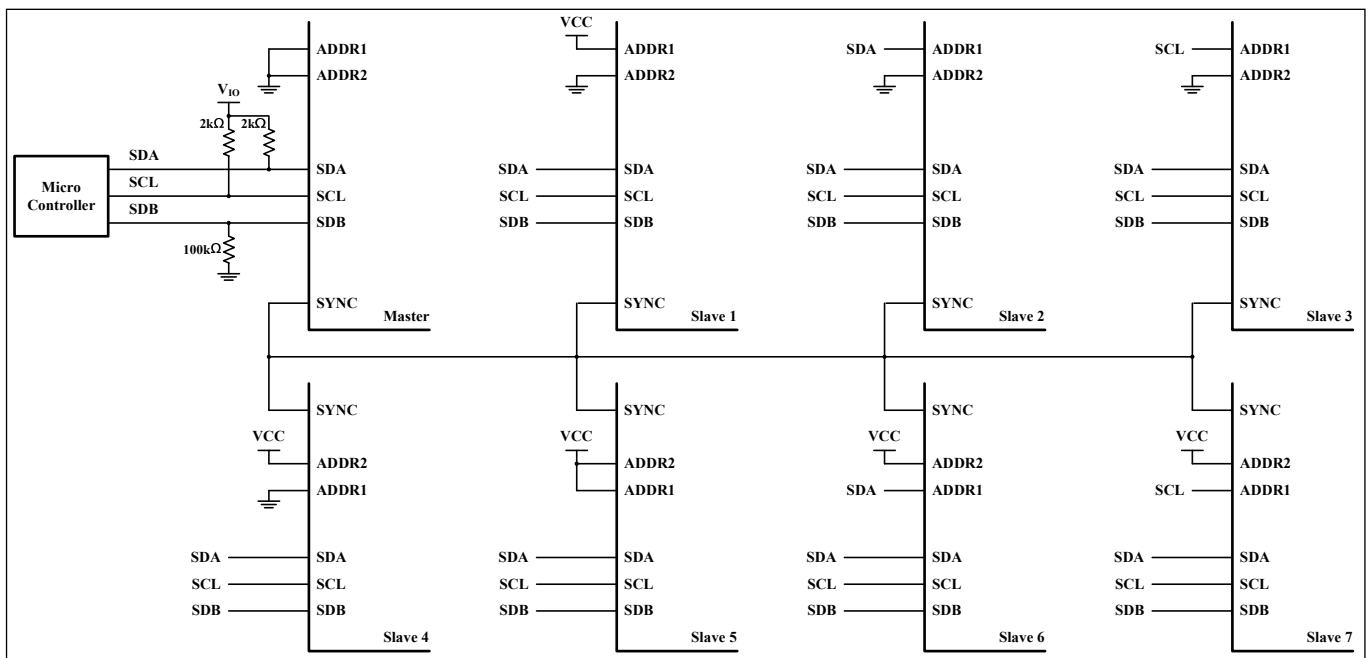 VCC
ADDR1
ADDR2
SDA
ADDR1
ADDR2
SCL
ADDR1
ADDR2
ADDR1
ADDR2
VIO
2kΩ
2kΩ
Micro
Controller
SDA
SCL
SDB
100kΩ
SDA
SCL
SDB
SDA
SCL
SDB
SDA
SCL
SDB
SDA
SCL
SDB
SDA
SCL
SDB
SDA
SCL
SDB
SDA
SCL
SDB
SYNC
Master
SYNC
Slave 1
SYNC
Slave 2
SYNC
Slave 3
SYNC
VCC
ADDR2
ADDR1
SDA
SCL
SDB
SDA
SCL
SDB
Slave 4
SYNC
VCC
ADDR2
ADDR1
SDA
SCL
SDB
SDA
SCL
SDB
Slave 5
SYNC
VCC
ADDR2
SDA
ADDR1
SDA
SCL
SDB
SDA
SCL
SDB
Slave 6
SYNC
VCC
ADDR2
SCL
ADDR1
SDA
SCL
SDB
SDA
SCL
SDB
Slave 7